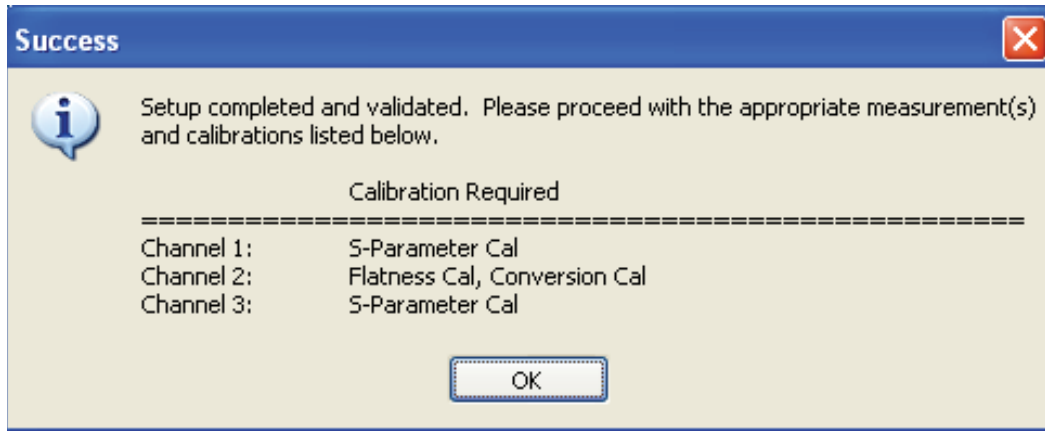 Success
Setup completed and validated.  Please proceed with the appropriate measurement(s)
and calibrations listed below.
Calibration Required
===================================================
Channel 1: S-Parameter Cal
Channel 2: Flatness Cal, Conversion Cal
Channel 3: S-Parameter Cal
OK